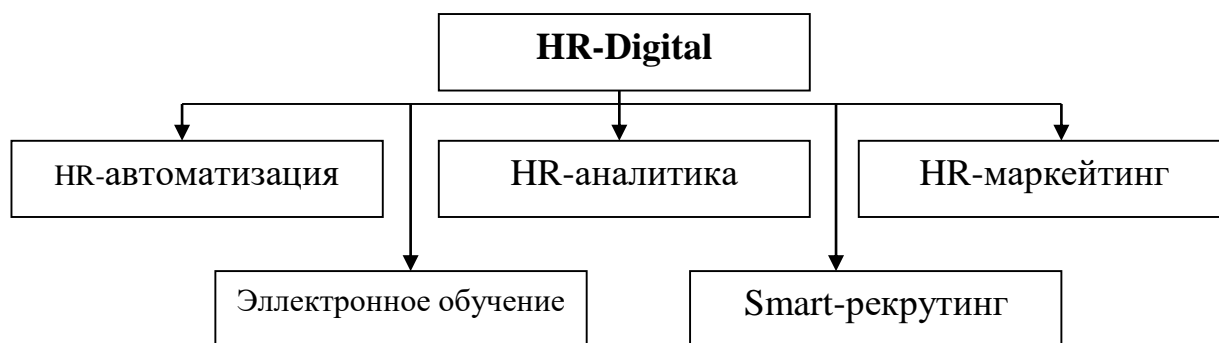 HR-Digital
HR-автоматизация
HR-аналитика
HR-маркейтинг
Эллектронное обучение
Smart-рекрутинг